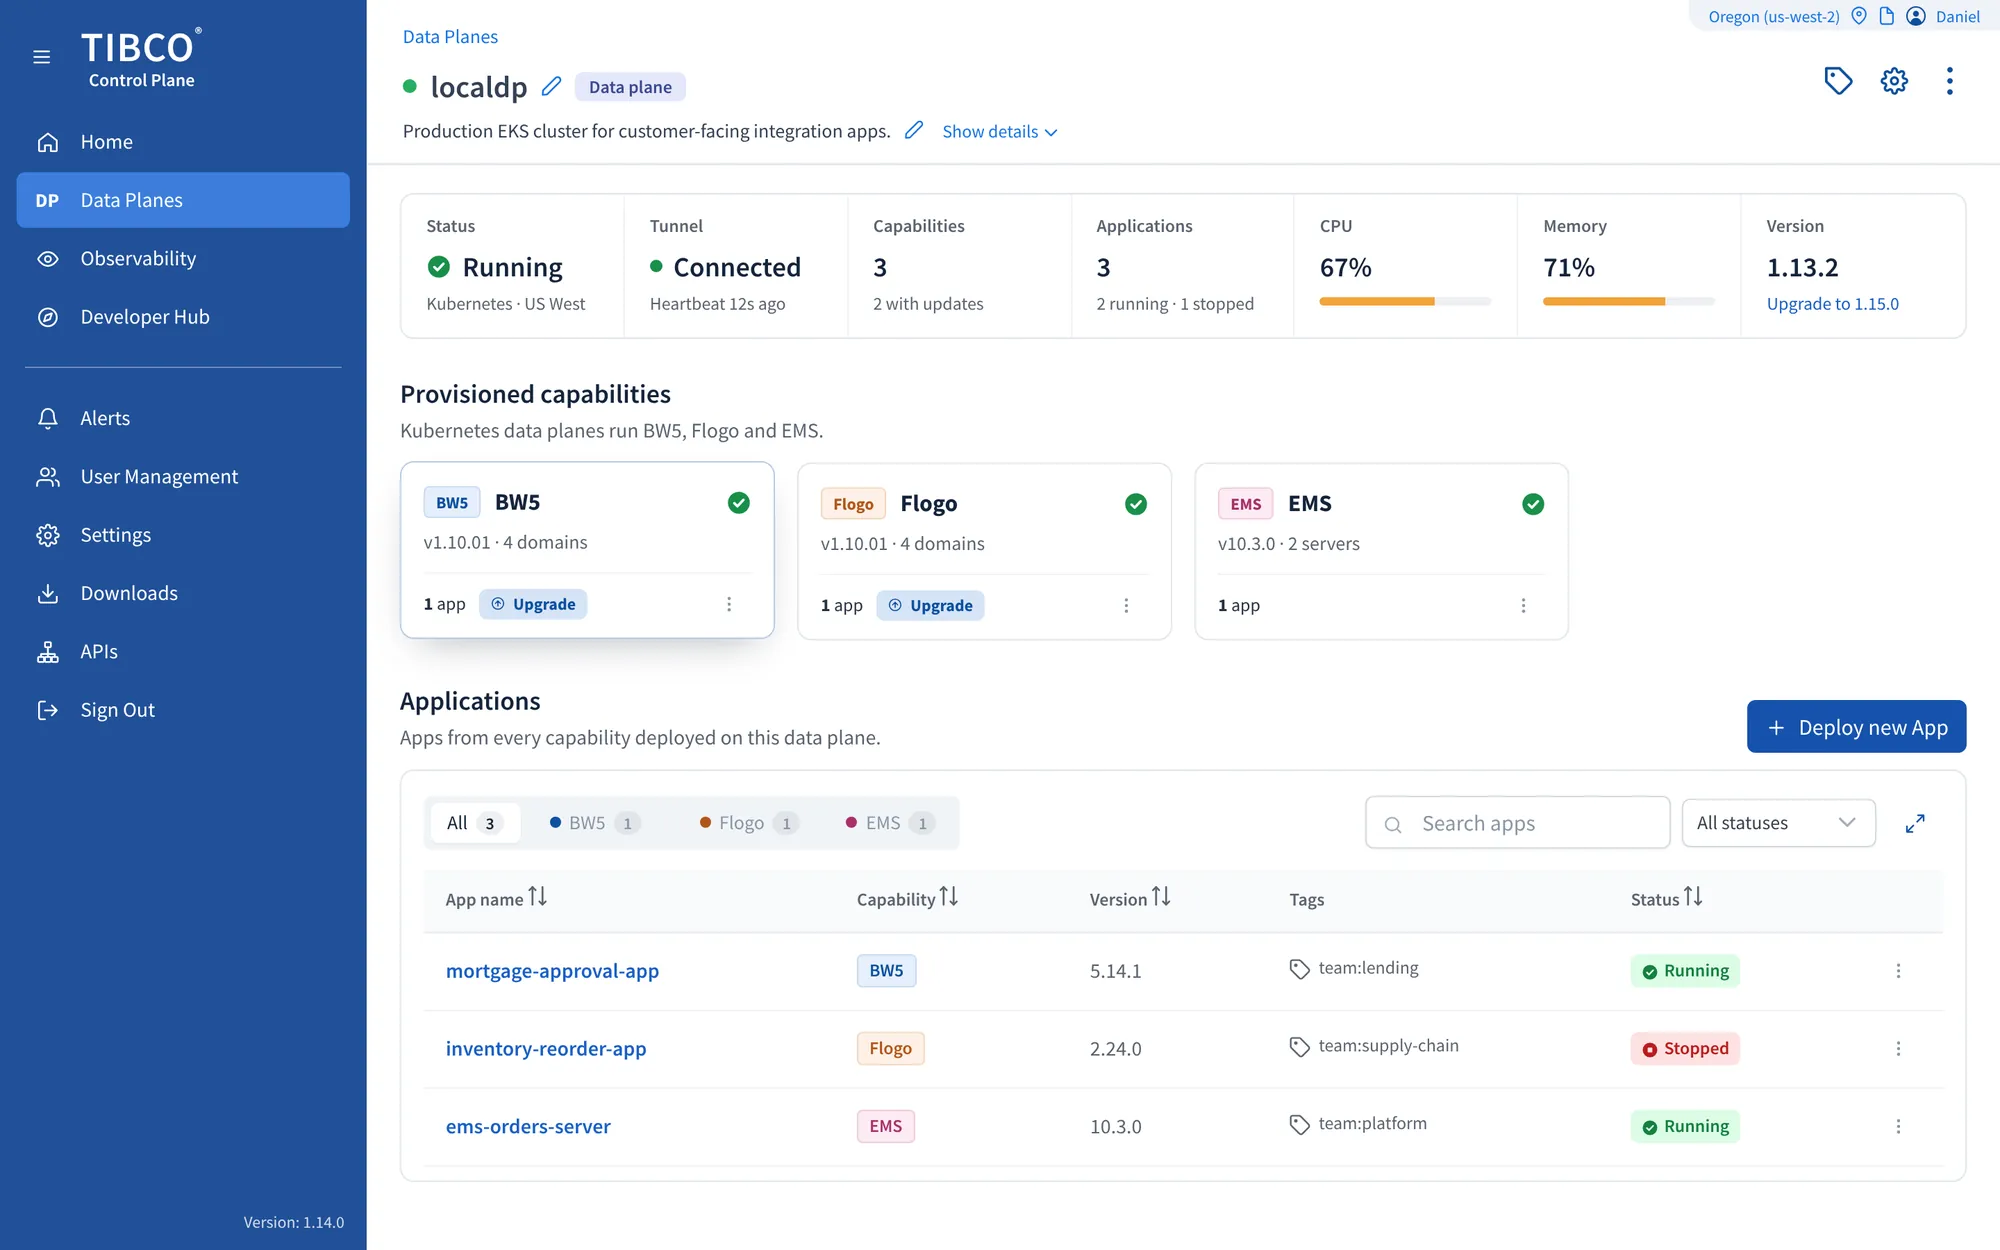 TIBCO®
Control Plane
Home
DP Data Planes
Observability
Developer Hub
Alerts
User Management
Settings
Downloads
APIs
Sign Out
Version: 1.14.0
Oregon (us-west-2) Daniel
Data Planes
localdp Data plane
Production EKS cluster for customer-facing integration apps. Show details
Status Tunnel Capabilities Applications CPU Memory Version
Running Connected 3 3 67% 71% 1.13.2
Kubernetes · US West Heartbeat 12s ago 2 with updates 2 running · 1 stopped Upgrade to 1.15.0
Provisioned capabilities
Kubernetes data planes run BW5, Flogo and EMS.
BW5 BW5
v1.10.01 · 4 domains
1 app Upgrade
Flogo Flogo
v1.10.01 · 4 domains
1 app Upgrade
EMS EMS
v10.3.0 · 2 servers
1 app
Applications
Apps from every capability deployed on this data plane.
Deploy new App
All 3 BW5 1 Flogo 1 EMS 1 Search apps All statuses
App name Capability Version Tags Status
mortgage-approval-app BW5 5.14.1 team:lending Running
inventory-reorder-app Flogo 2.24.0 team:supply-chain Stopped
ems-orders-server EMS 10.3.0 team:platform Running